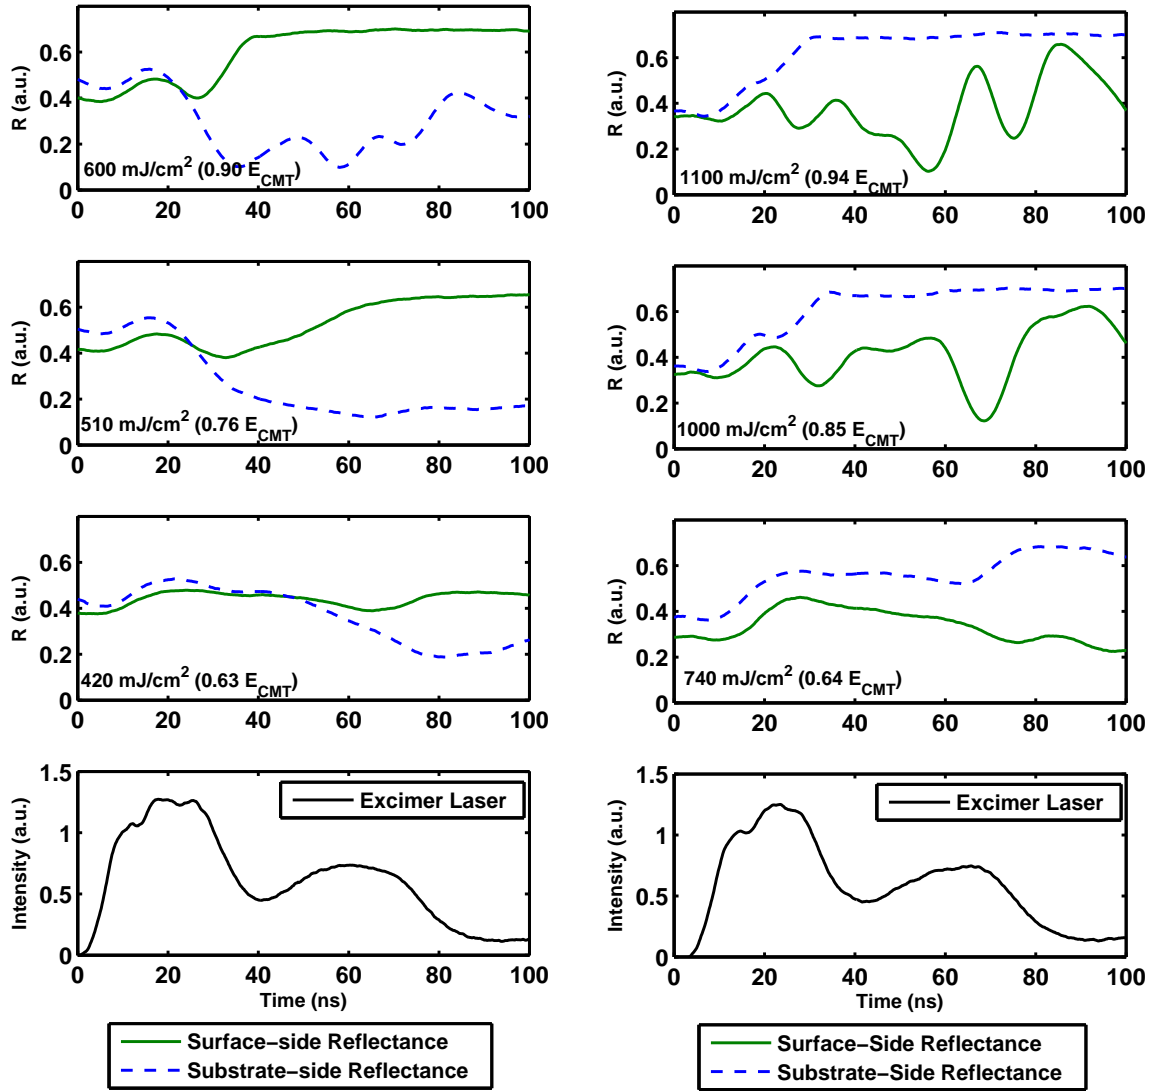 0.6
0.4
0.2
0
R (a.u.)
600 mJ/cm2 (0.90 ECMT)
0 20 40 60 80 100
0.6
0.4
0.2
0
R (a.u.)
1100 mJ/cm2 (0.94 ECMT)
0 20 40 60 80 100
0.6
0.4
0.2
0
R (a.u.)
510 mJ/cm2 (0.76 ECMT)
0 20 40 60 80 100
0.6
0.4
0.2
0
R (a.u.)
1000 mJ/cm2 (0.85 ECMT)
0 20 40 60 80 100
0.6
0.4
0.2
0
R (a.u.)
420 mJ/cm2 (0.63 ECMT)
0 20 40 60 80 100
0.6
0.4
0.2
0
R (a.u.)
740 mJ/cm2 (0.64 ECMT)
0 20 40 60 80 100
1.5
1
0.5
0
Intensity (a.u.)
Excimer Laser
0 20 40 60 80 100
Time (ns)
1.5
1
0.5
0
Intensity (a.u.)
Excimer Laser
0 20 40 60 80 100
Time (ns)
Surface−side Reflectance
Substrate−side Reflectance
Surface−Side Reflectance
Substrate−Side Reflectance